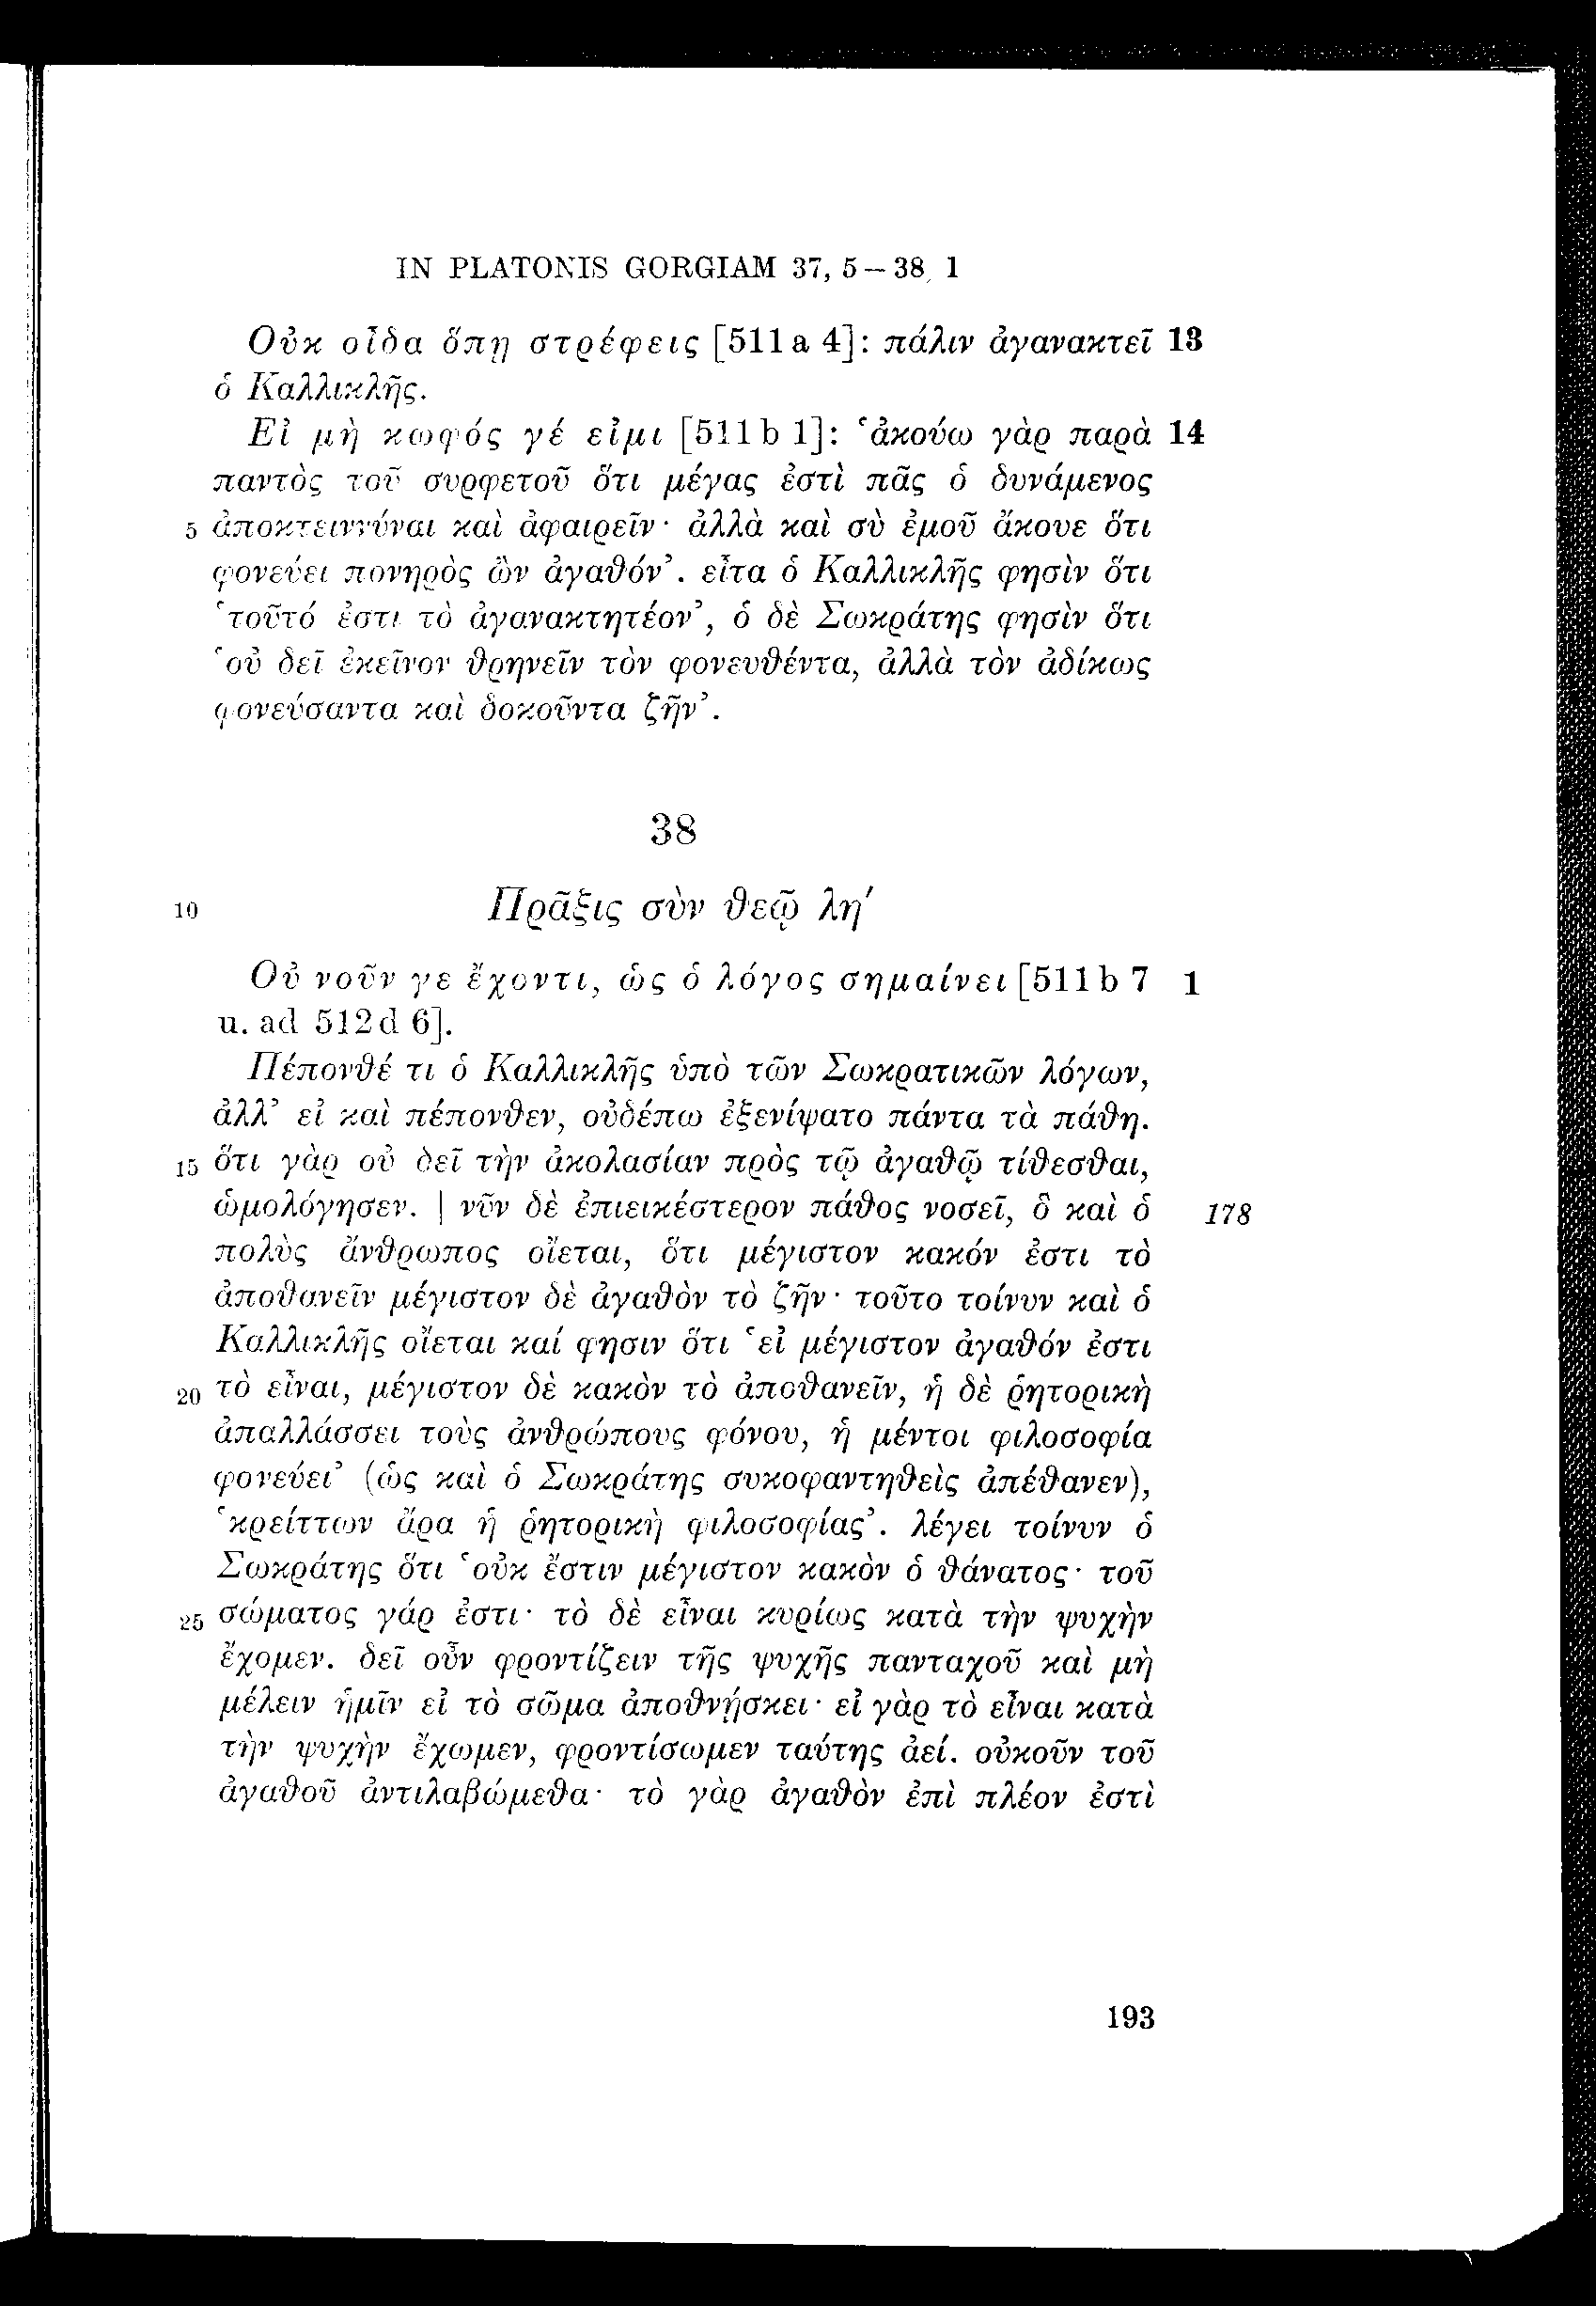 IN PLATONIS GORGIAM 37, 5 – 38, 1
Οὐκ οἶδα ὅπῃ στρέφεις [511a 4]: πάλιν ἀγανακτεῖ 13
ὁ Καλλικλῆς.
Εἰ μὴ κωφός γέ εἰμι [511b 1]: ‘ἀκούω γὰρ παρὰ 14
παντὸς τοῦ συρφετοῦ ὅτι μέγας ἐστὶ πᾶς ὁ δυνάμενος
5 ἀποκτειννύναι καὶ ἀφαιρεῖν· ἀλλὰ καὶ σὺ ἐμοῦ ἄκουε ὅτι
φονεύει πονηρὸς ὢν ἀγαθόν’. εἶτα ὁ Καλλικλῆς φησὶν ὅτι
‘τοῦτό ἐστι τὸ ἀγανακτητέον’, ὁ δὲ Σωκράτης φησὶν ὅτι
‘οὐ δεῖ ἐκεῖνον θρηνεῖν τὸν φονευθέντα, ἀλλὰ τὸν ἀδίκως
φονεύσαντα καὶ δοκοῦντα ζῆν’.
38
10 Πρᾶξις σὺν θεῷ λη′
Οὐ νοῦν γε ἔχοντι, ὡς ὁ λόγος σημαίνει [511b 7 1
u. ad 512d 6].
Πέπονθέ τι ὁ Καλλικλῆς ὑπὸ τῶν Σωκρατικῶν λόγων,
ἀλλ’ εἰ καὶ πέπονθεν, οὐδέπω ἐξενίψατο πάντα τὰ πάθη.
15 ὅτι γὰρ οὐ δεῖ τὴν ἀκολασίαν πρὸς τῷ ἀγαθῷ τίθεσθαι,
ὡμολόγησεν. | νῦν δὲ ἐπιεικέστερον πάθος νοσεῖ, ὃ καὶ ὁ 178
πολὺς ἄνθρωπος οἴεται, ὅτι μέγιστον κακόν ἐστι τὸ
ἀποθανεῖν μέγιστον δὲ ἀγαθὸν τὸ ζῆν· τοῦτο τοίνυν καὶ ὁ
Καλλικλῆς οἴεται καί φησιν ὅτι ‘εἰ μέγιστον ἀγαθόν ἐστι
20 τὸ εἶναι, μέγιστον δὲ κακὸν τὸ ἀποθανεῖν, ἡ δὲ ῥητορικὴ
ἀπαλλάσσει τοὺς ἀνθρώπους φόνου, ἡ μέντοι φιλοσοφία
φονεύει’ (ὡς καὶ ὁ Σωκράτης συκοφαντηθεὶς ἀπέθανεν),
‘κρείττων ἄρα ἡ ῥητορικὴ φιλοσοφίας’. λέγει τοίνυν ὁ
Σωκράτης ὅτι ‘οὐκ ἔστιν μέγιστον κακὸν ὁ θάνατος· τοῦ
25 σώματος γάρ ἐστι· τὸ δὲ εἶναι κυρίως κατὰ τὴν ψυχὴν
ἔχομεν. δεῖ οὖν φροντίζειν τῆς ψυχῆς πανταχοῦ καὶ μὴ
μέλειν ἡμῖν εἰ τὸ σῶμα ἀποθνῄσκει· εἰ γὰρ τὸ εἶναι κατὰ
τὴν ψυχὴν ἔχωμεν, φροντίσωμεν ταύτης ἀεί. οὐκοῦν τοῦ
ἀγαθοῦ ἀντιλαβώμεθα· τὸ γὰρ ἀγαθὸν ἐπὶ πλέον ἐστὶ
193